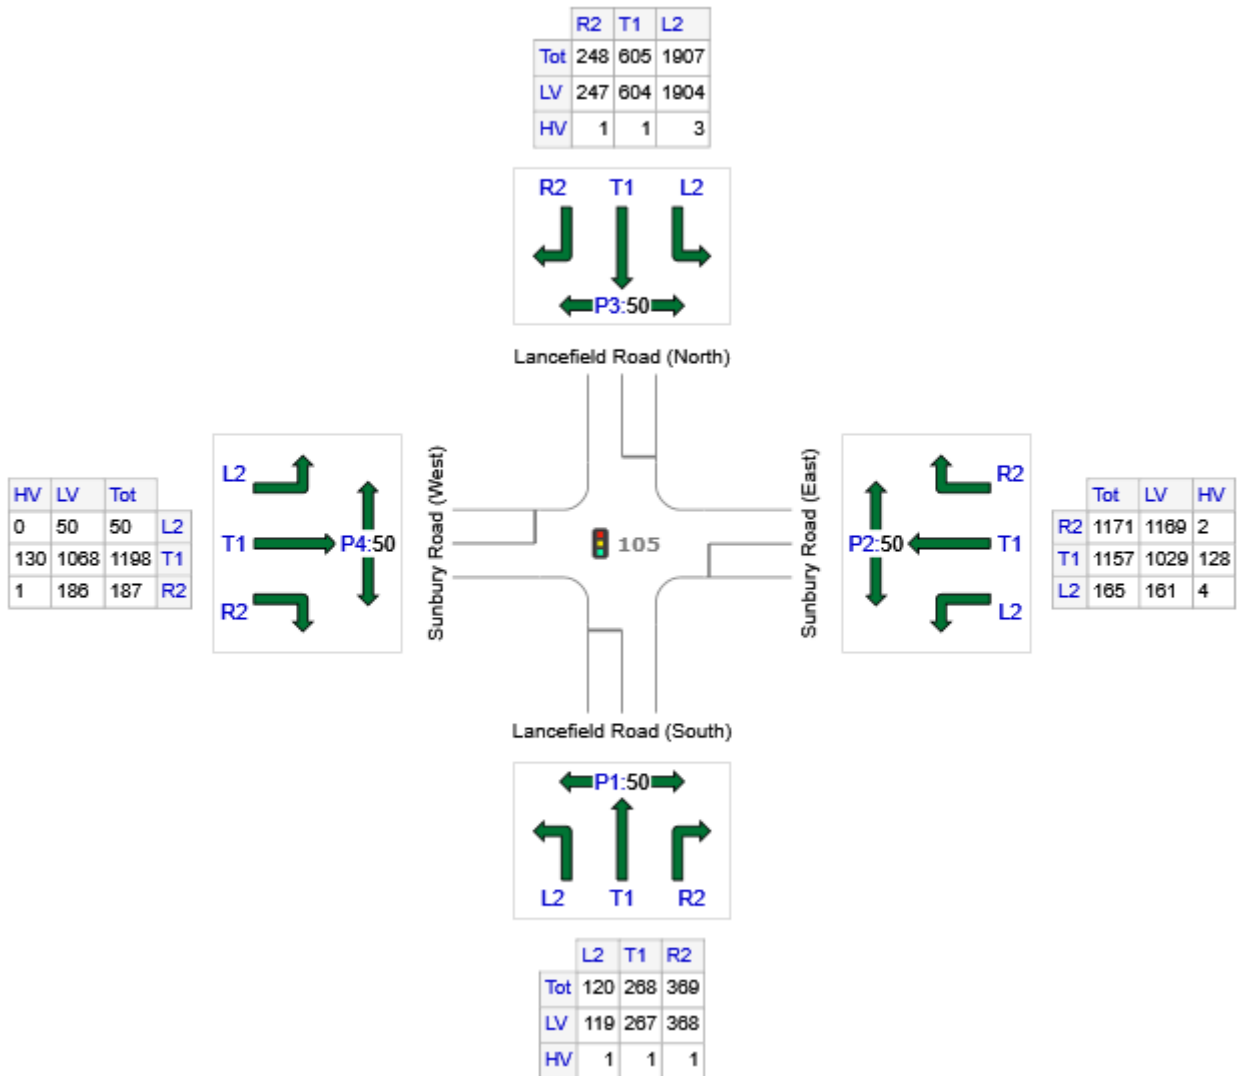 R2 T1 L2
Tot 248 605 1907
LV 247 604 1904
HV 1 1 3
R2 T1 L2
P3:50
Lancefield Road (North)
HV LV Tot
0 50 50 L2
130 1068 1198 T1
1 186 187 R2
L2
T1
R2
P4:50
Sunbury Road (West)
105
Sunbury Road (East)
P2:50
R2
T1
L2
Tot LV HV
R2 1171 1169 2
T1 1157 1029 128
L2 165 161 4
Lancefield Road (South)
P1:50
L2 T1 R2
L2 T1 R2
Tot 120 268 369
LV 119 267 368
HV 1 1 1